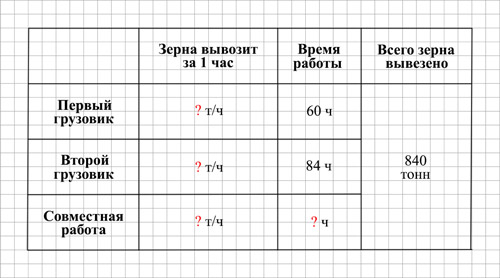 Зерна вывозит
за 1 час
Время
работы
Всего зерна
вывезено
Первый
грузовик
? т/ч
60 ч
Второй
грузовик
? т/ч
84 ч
840
тонн
Совместная
работа
? т/ч
? ч